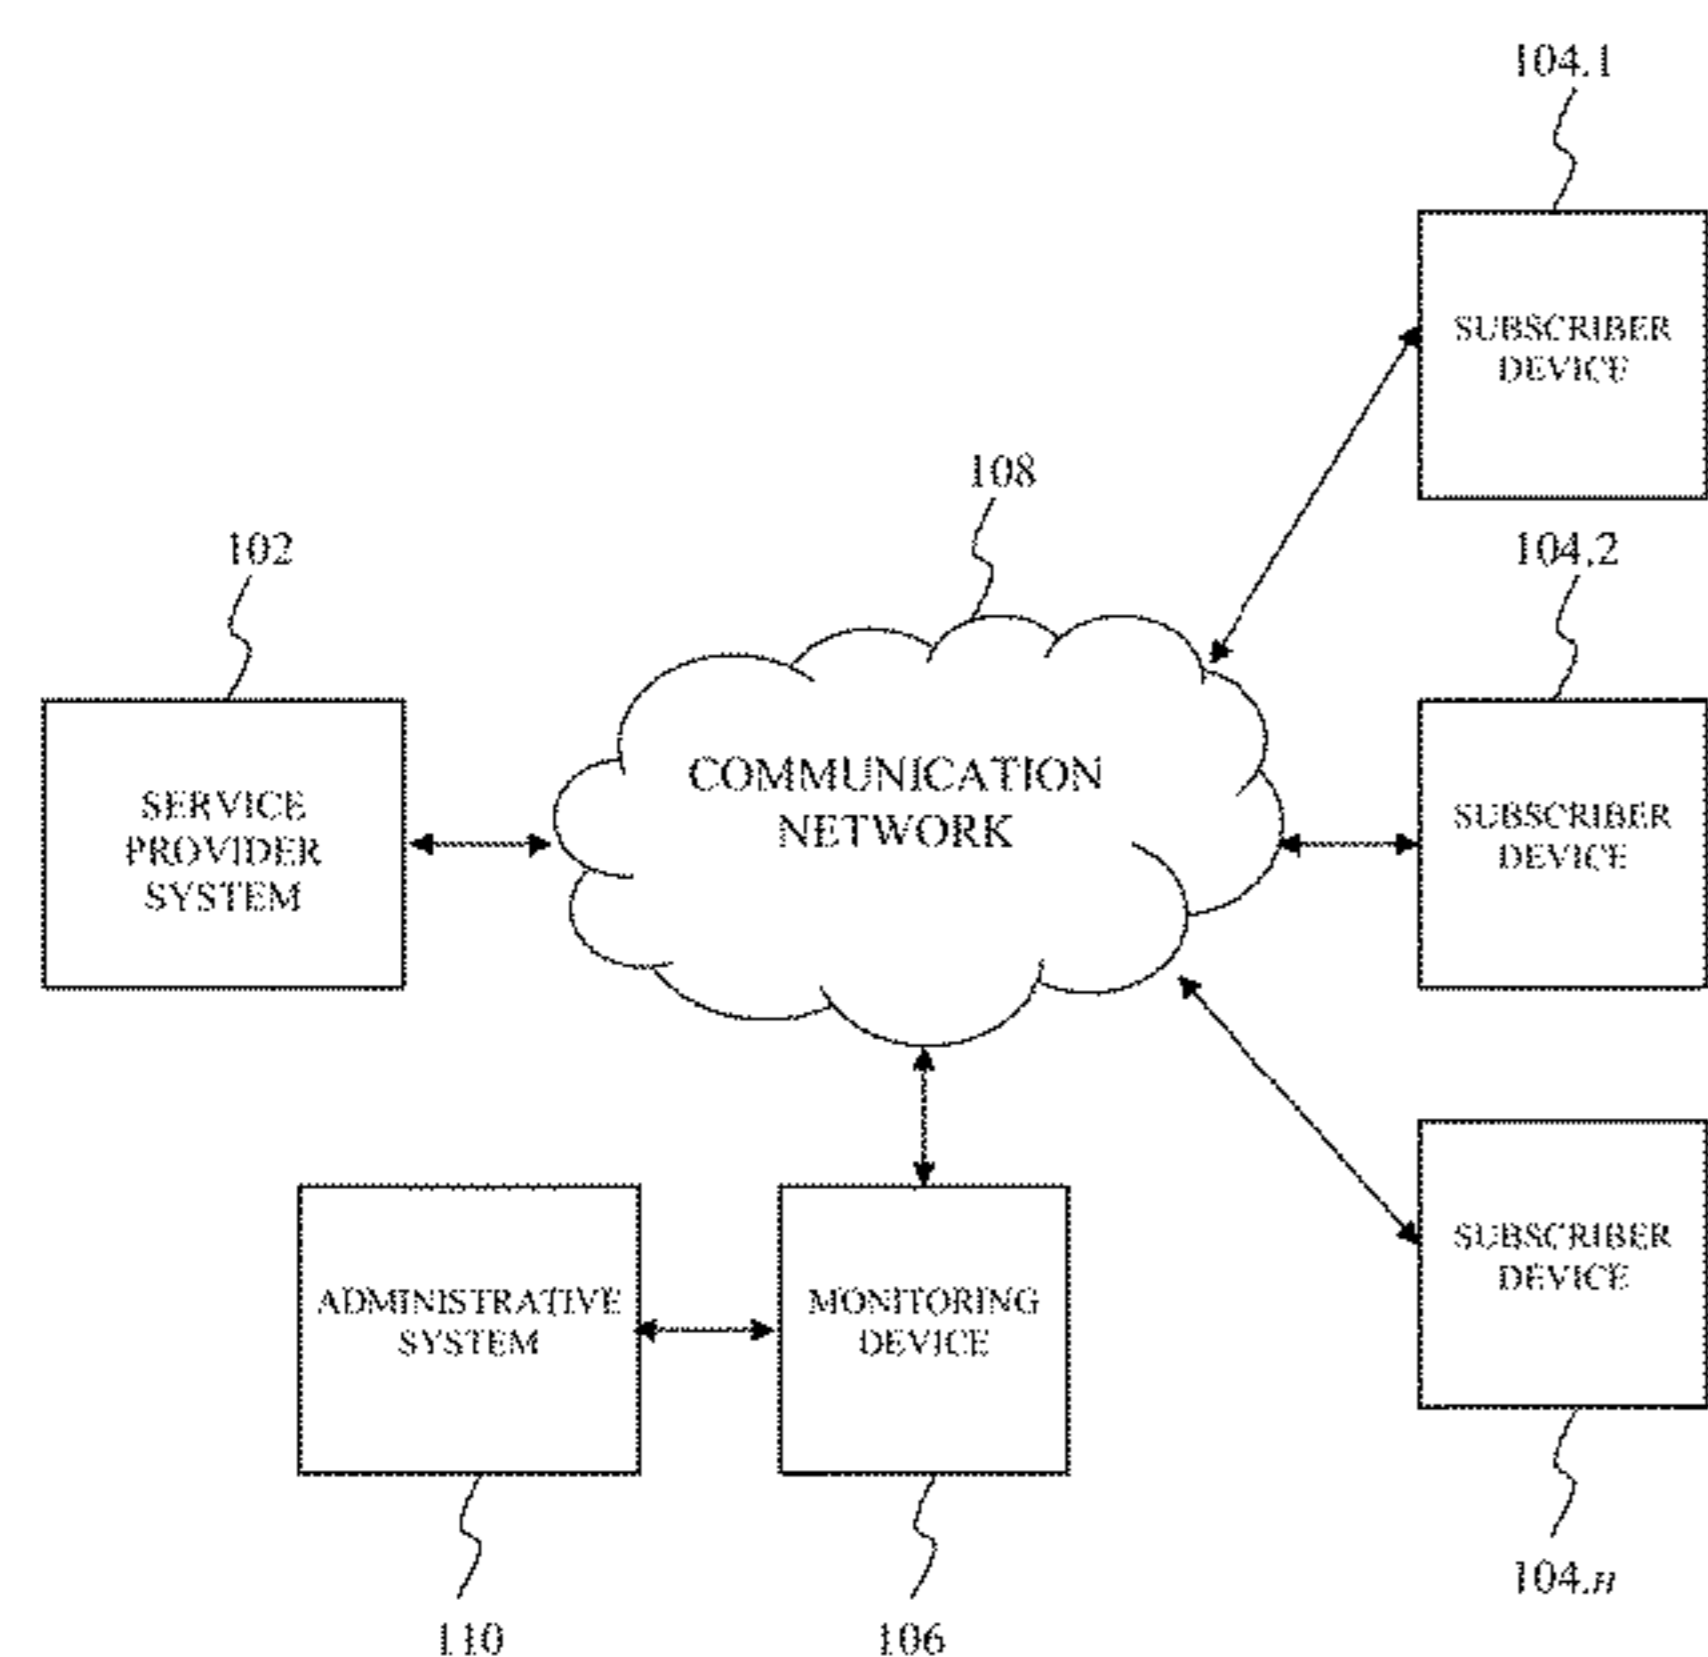 104.1
SUBSCRIBER
DEVICE
108
102
104.2
COMMUNICATION
NETWORK
SERVICE
PROVIDER
SYSTEM
SUBSCRIBER
DEVICE
ADMINISTRATIVE
SYSTEM
MONITORING
DEVICE
SUBSCRIBER
DEVICE
104.n
110
106